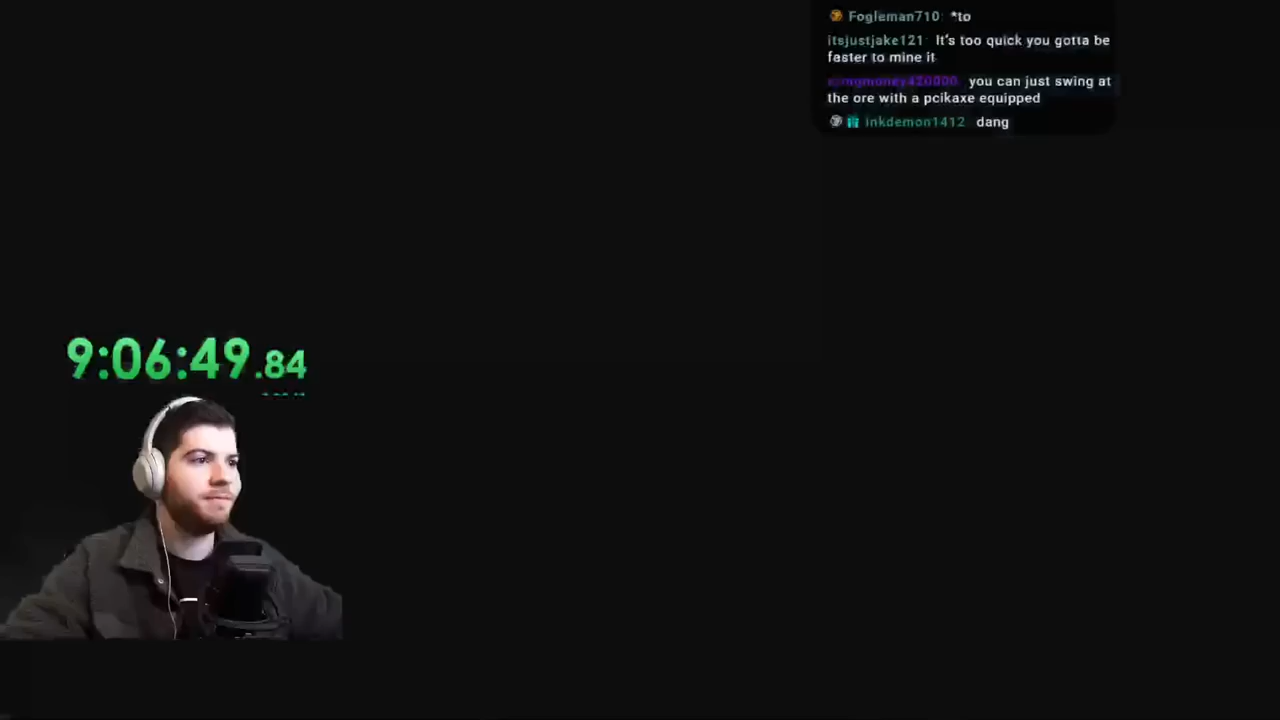 Fogleman710: *to
itsjustjake121: It's too quick you gotta be
faster to mine it
you can just swing at
the ore with a pcikaxe equipped
inkdemon1412 dang
9:06:49.84